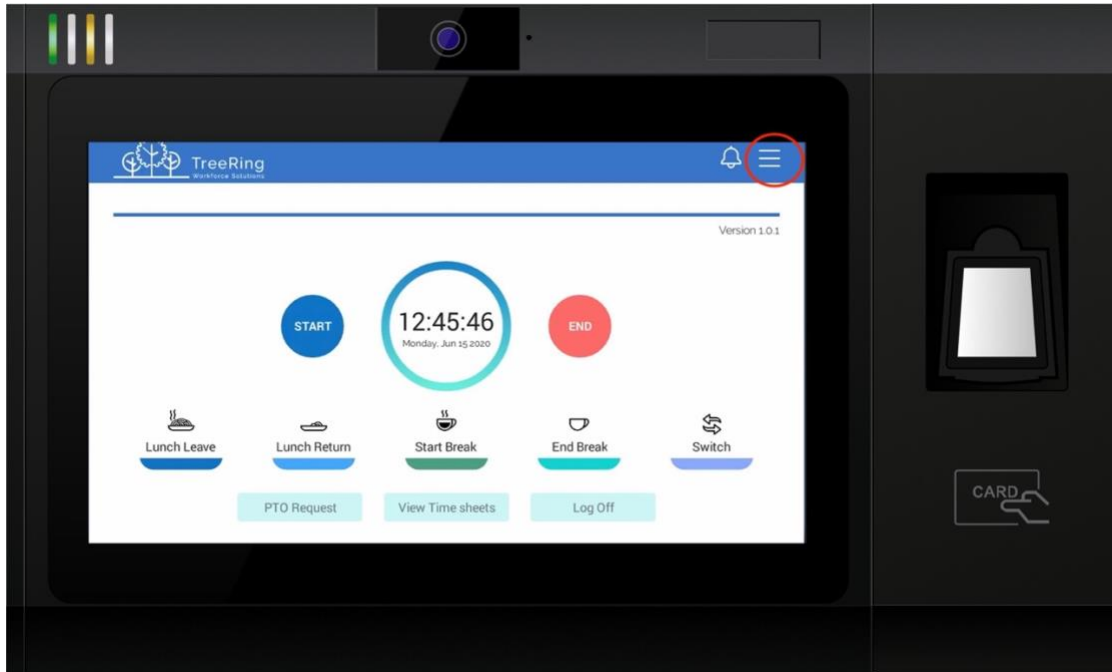 TreeRing
Workforce Solutions
Version 1.0.1
START
12:45:46
Monday, Jun 15 2020
END
Lunch Leave
Lunch Return
Start Break
End Break
Switch
PTO Request
View Time sheets
Log Off
CARD